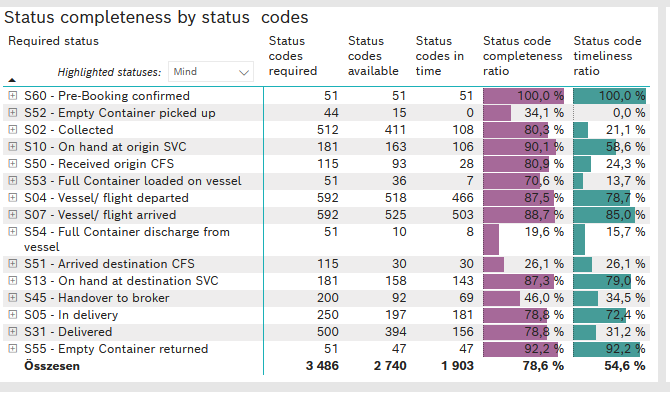 Status completeness by status  codes
Required status Status codes required Status codes available Status codes in time Status code completeness ratio Status code timeliness ratio
Highlighted statuses: Mind
S60 - Pre-Booking confirmed 51 51 51 100,0 % 100,0 %
S52 - Empty Container picked up 44 15 0 34,1 % 0,0 %
S02 - Collected 512 411 108 80,3 % 21,1 %
S10 - On hand at origin SVC 181 163 106 90,1 % 58,6 %
S50 - Received origin CFS 115 93 28 80,9 % 24,3 %
S53 - Full Container loaded on vessel 51 36 7 70,6 % 13,7 %
S04 - Vessel/ flight departed 592 518 466 87,5 % 78,7 %
S07 - Vessel/ flight arrived 592 525 503 88,7 % 85,0 %
S54 - Full Container discharge from 51 10 8 19,6 % 15,7 %
vessel
S51 - Arrived destination CFS 115 30 30 26,1 % 26,1 %
S13 - On hand at destination SVC 181 158 143 87,3 % 79,0 %
S45 - Handover to broker 200 92 69 46,0 % 34,5 %
S05 - In delivery 250 197 181 78,8 % 72,4 %
S31 - Delivered 500 394 156 78,8 % 31,2 %
S55 - Empty Container returned 51 47 47 92,2 % 92,2 %
Összesen 3 486 2 740 1 903 78,6 % 54,6 %